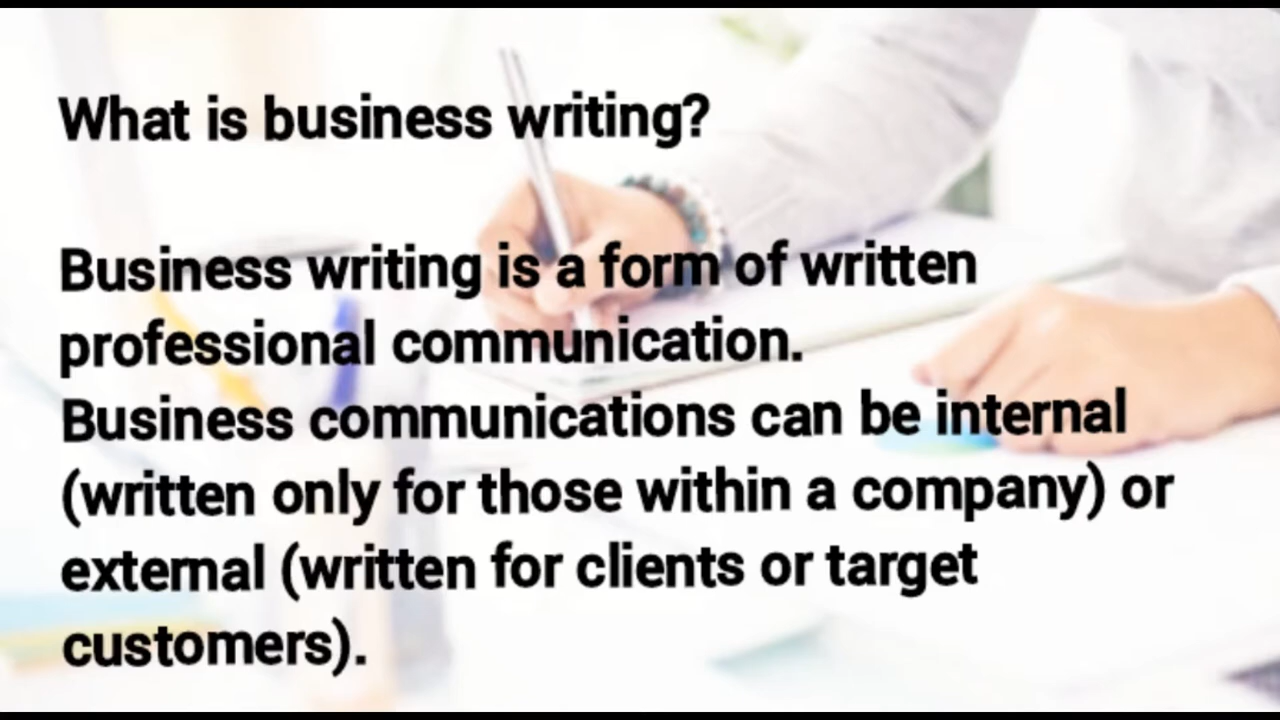 What is business writing?
Business writing is a form of written
professional communication.
Business communications can be internal
(written only for those within a company) or
external (written for clients or target
customers).